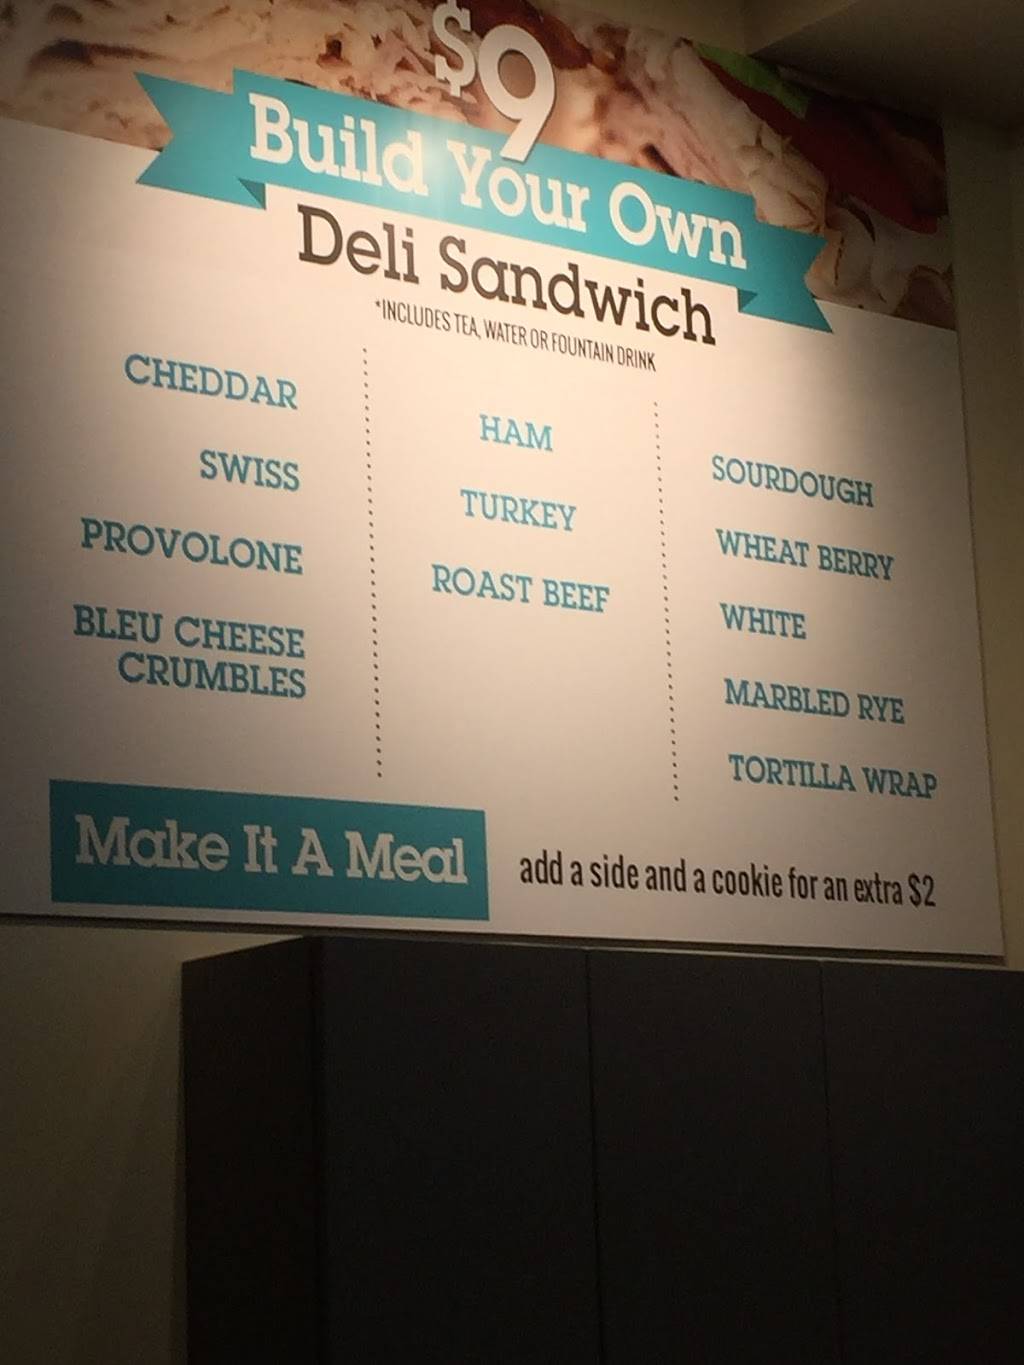 $9
Build Your Own
Deli Sandwich
*INCLUDES TEA, WATER OR FOUNTAIN DRINK
CHEDDAR
SWISS
PROVOLONE
BLEU CHEESE
CRUMBLES
HAM
TURKEY
ROAST BEEF
SOURDOUGH
WHEAT BERRY
WHITE
MARBLED RYE
TORTILLA WRAP
Make It A Meal
add a side and a cookie for an extra $2